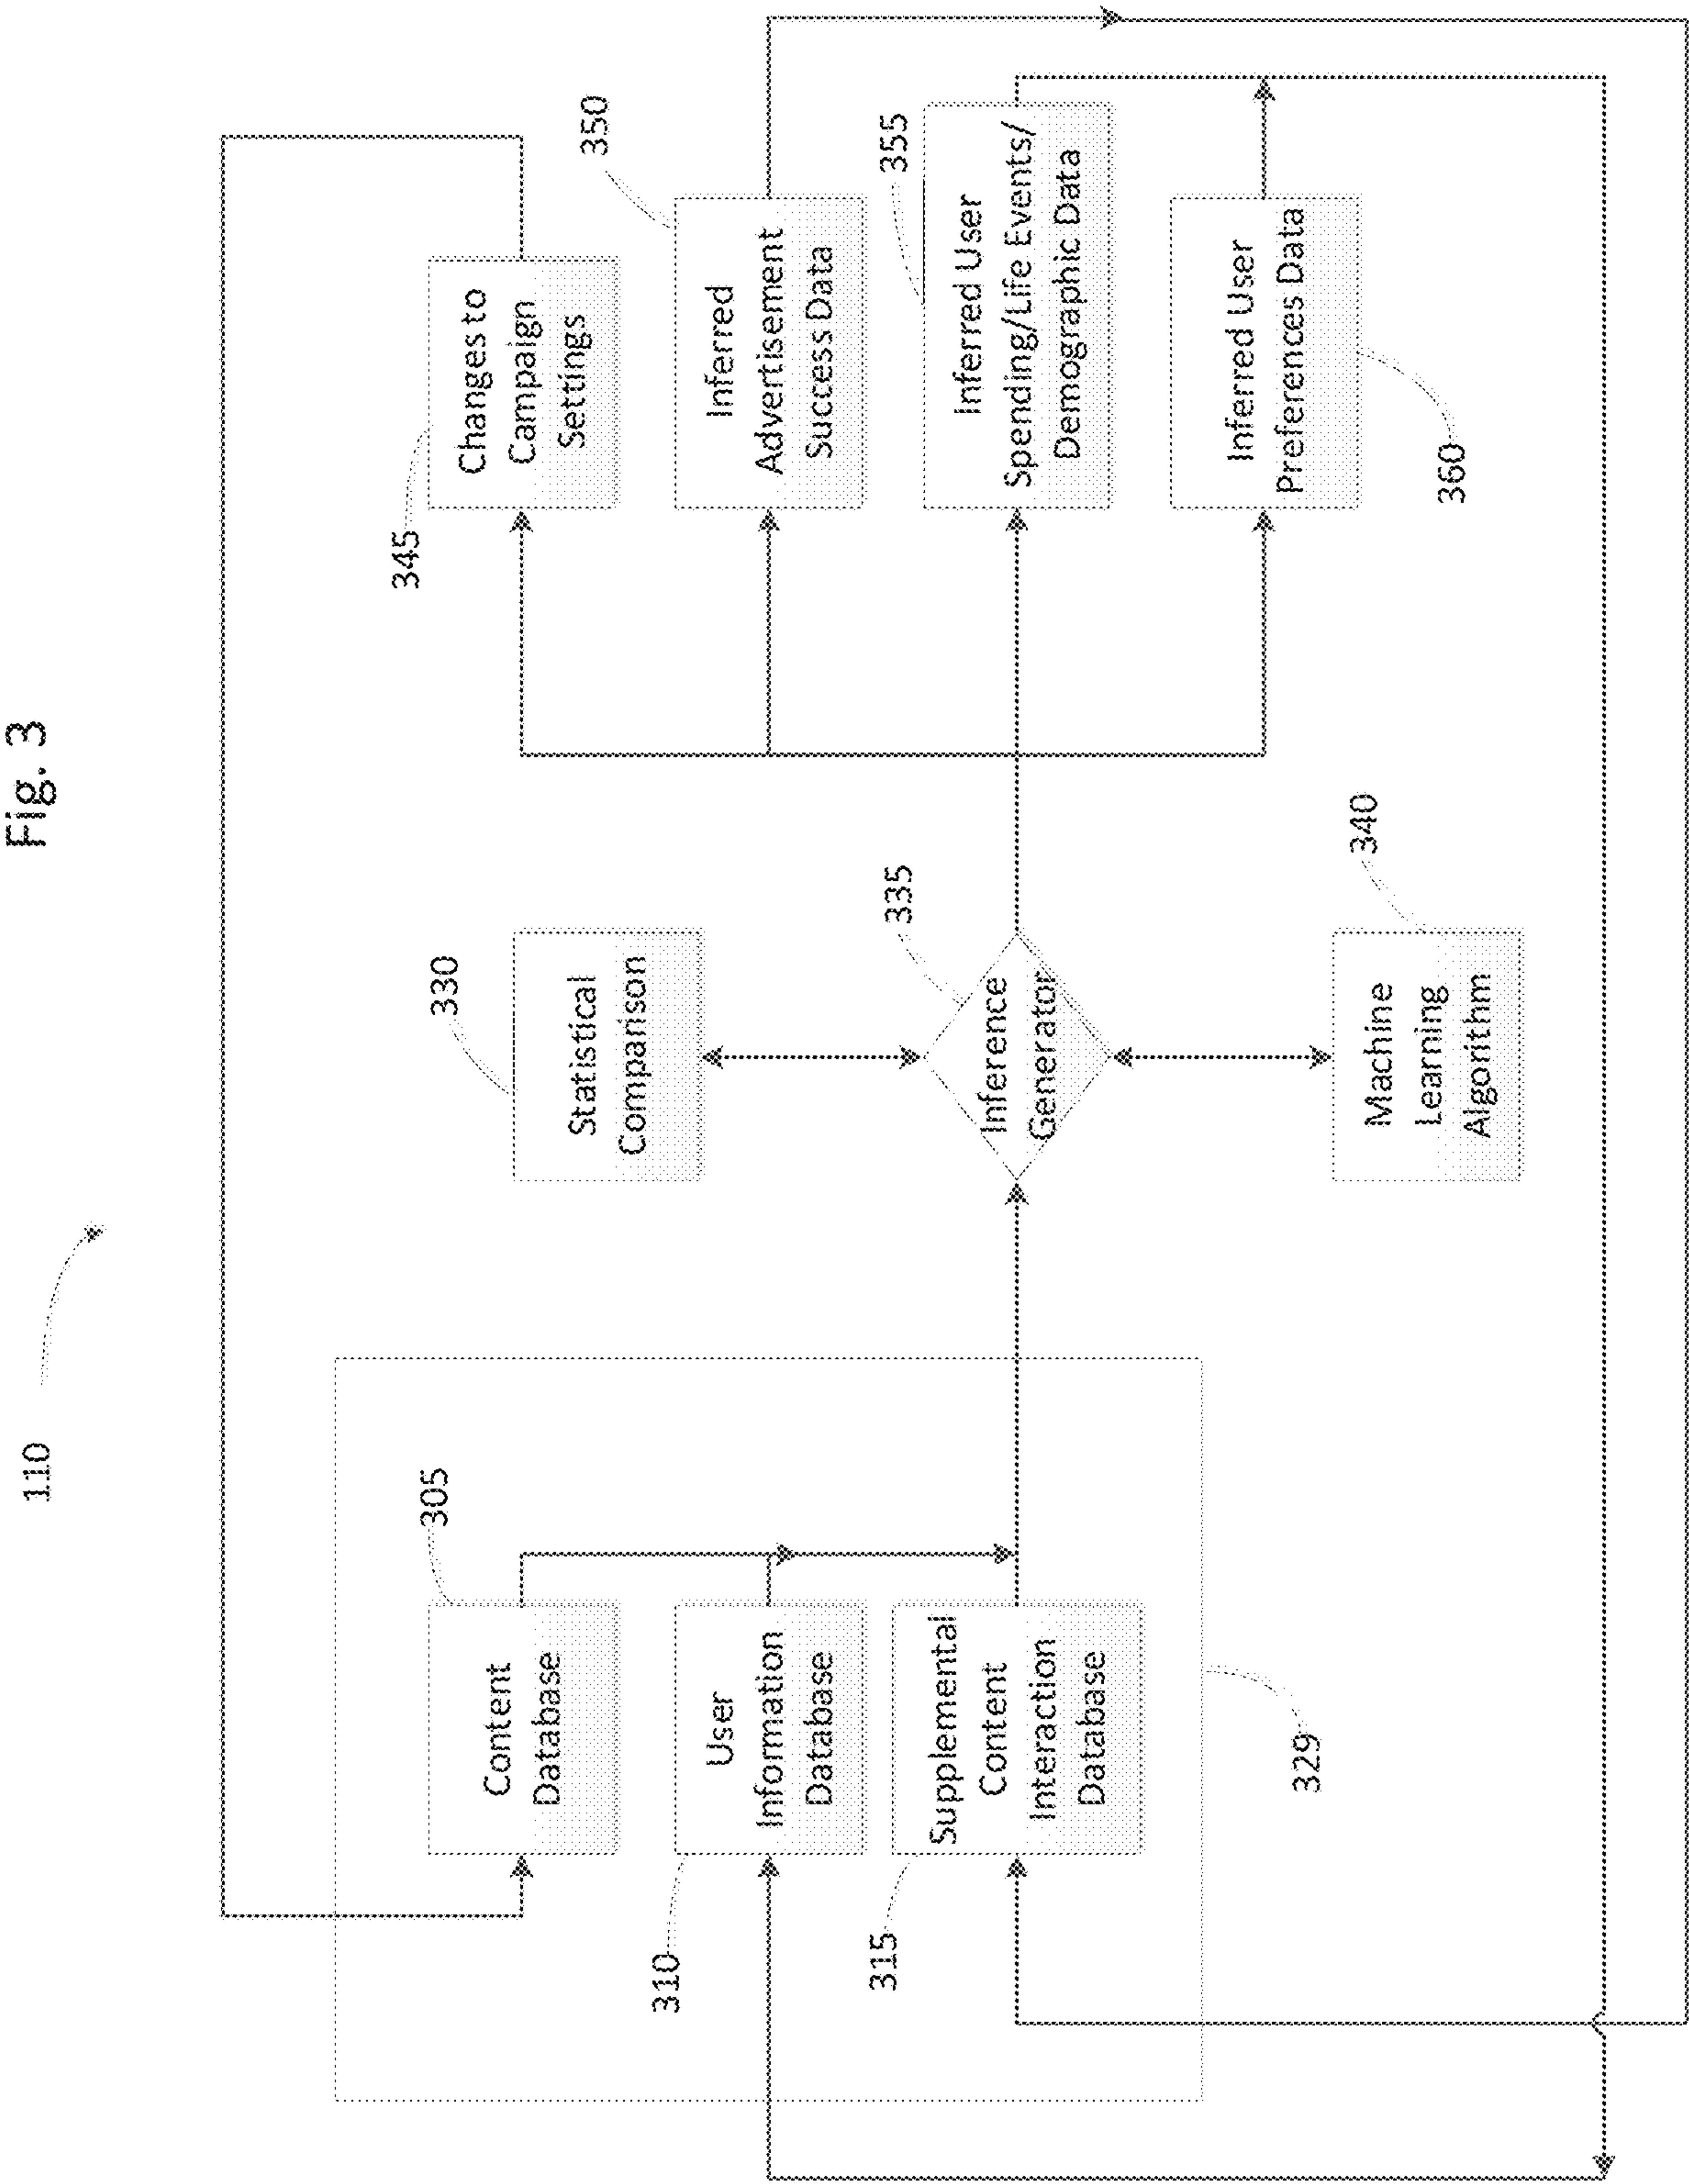 Fig. 3
110
305
Content
Database
310
User
Information
Database
315
Supplemental
Content
Interaction
Database
329
330
Statistical
Comparison
335
Inference
Generator
340
Machine
Learning
Algorithm
345
Changes to
Campaign
Settings
350
Inferred
Advertisement
Success Data
355
Inferred User
Spending/Life Events/
Demographic Data
360
Inferred User
Preferences Data